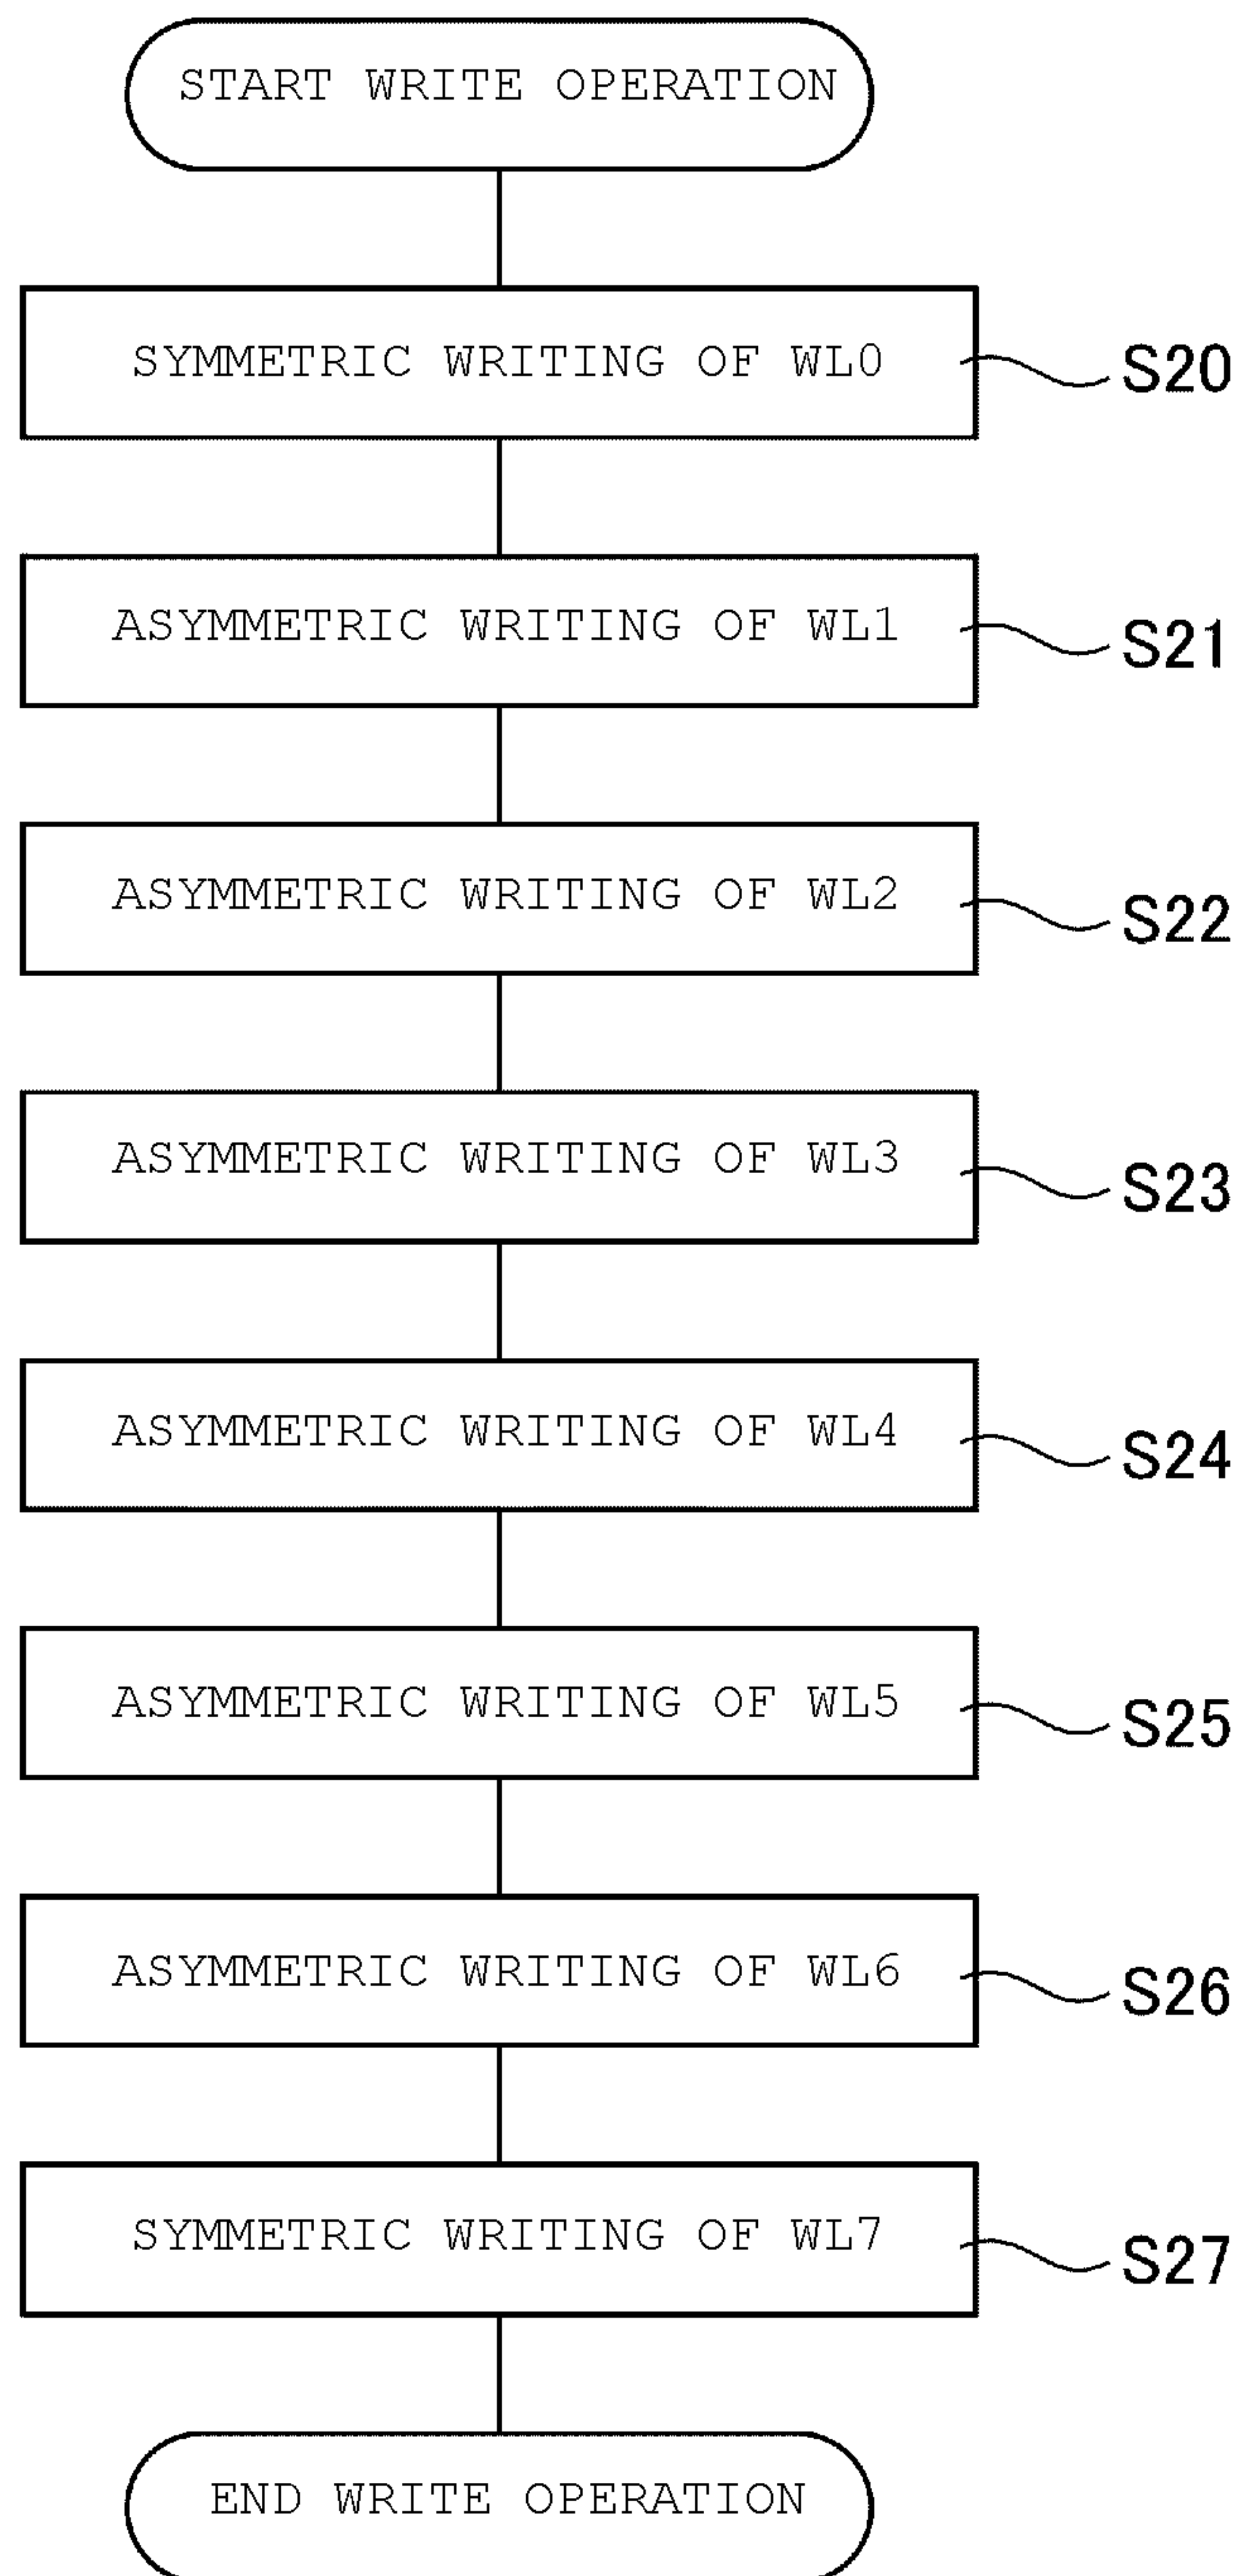 START WRITE OPERATION
SYMMETRIC WRITING OF WL0
S20
ASYMMETRIC WRITING OF WL1
S21
ASYMMETRIC WRITING OF WL2
S22
ASYMMETRIC WRITING OF WL3
S23
ASYMMETRIC WRITING OF WL4
S24
ASYMMETRIC WRITING OF WL5
S25
ASYMMETRIC WRITING OF WL6
S26
SYMMETRIC WRITING OF WL7
S27
END WRITE OPERATION